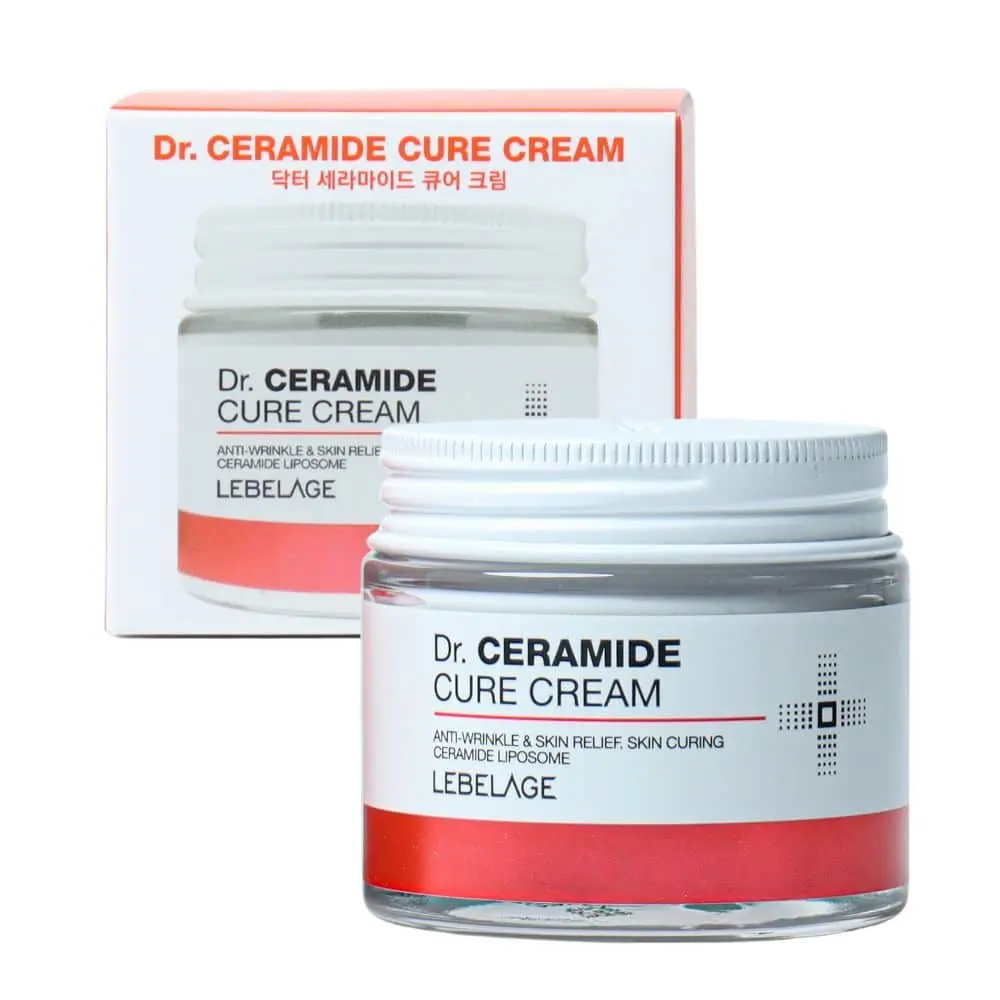 Dr. CERAMIDE CURE CREAM
닥터 세라마이드 큐어 크림
Dr. CERAMIDE
CURE CREAM
ANTI-WRINKLE & SKIN RELIEF
CERAMIDE LIPOSOME
LEBELAGE
Dr. CERAMIDE
CURE CREAM
ANTI-WRINKLE & SKIN RELIEF. SKIN CURING
CERAMIDE LIPOSOME
LEBELAGE